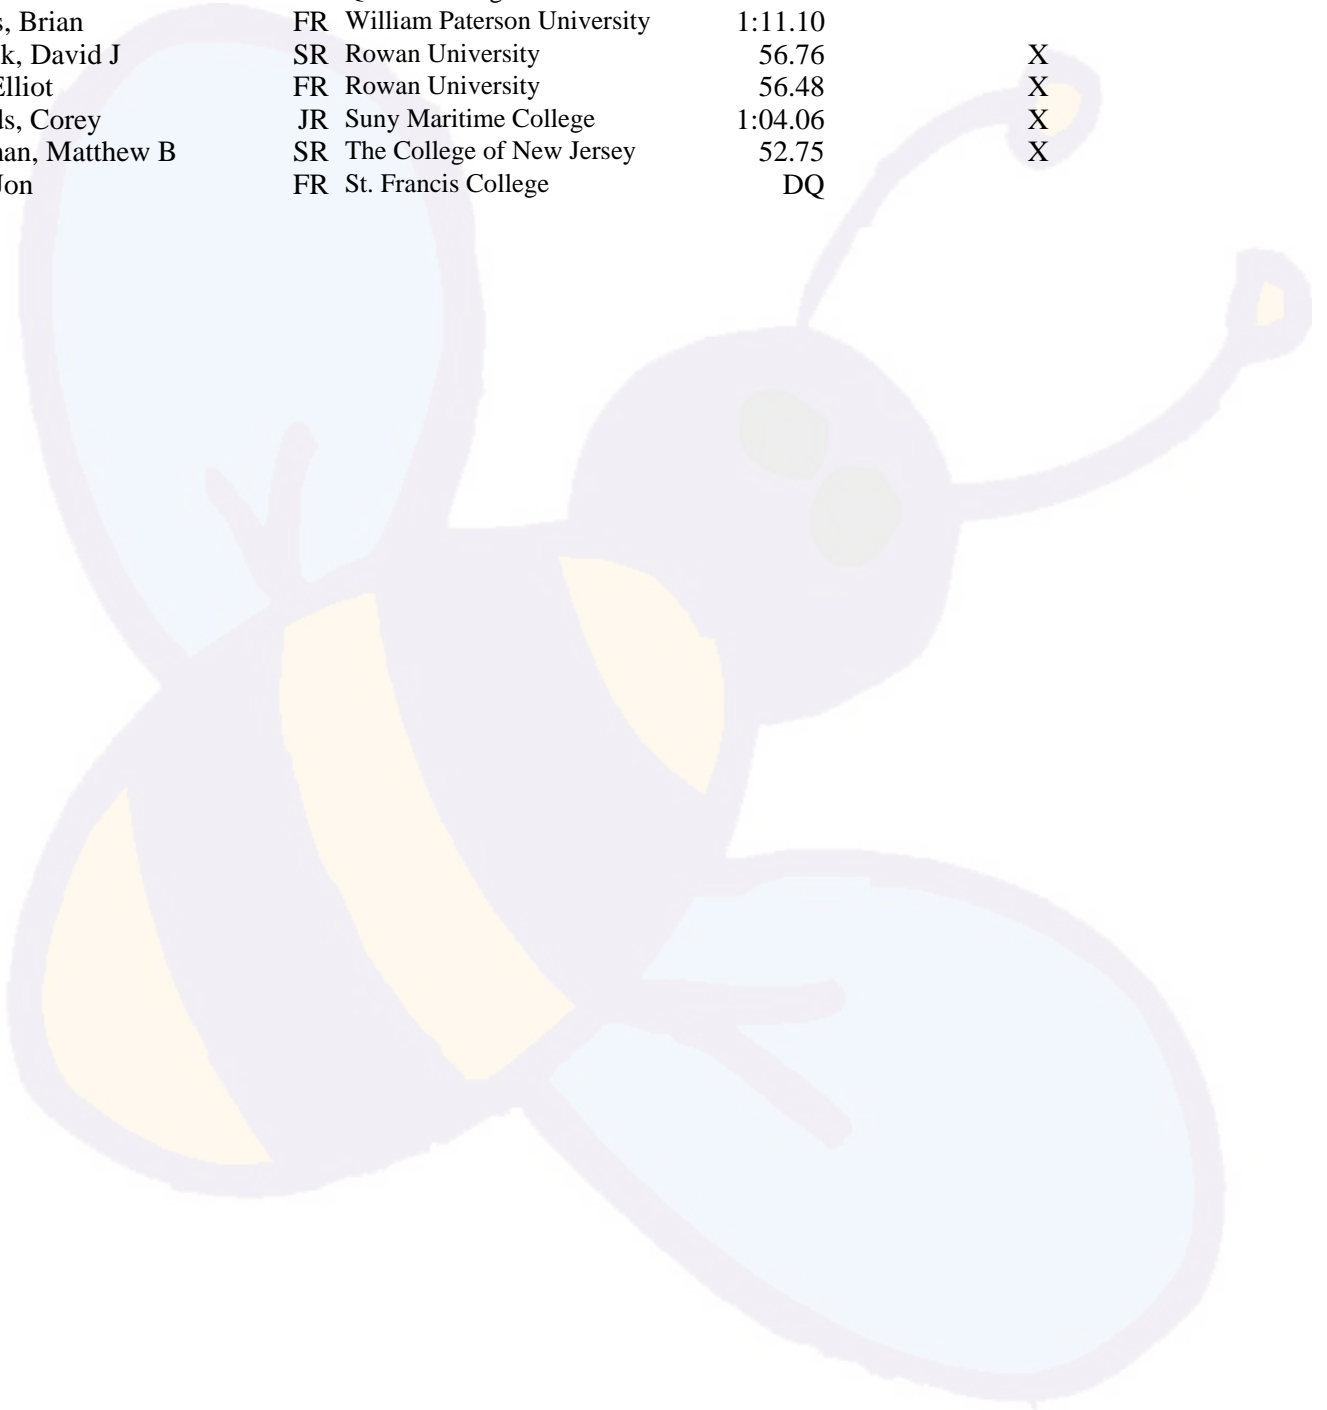 s, Brian FR William Paterson University 1:11.10
k, David J SR Rowan University 56.76 X
Elliot FR Rowan University 56.48 X
ds, Corey JR Suny Maritime College 1:04.06 X
nan, Matthew B SR The College of New Jersey 52.75 X
Jon FR St. Francis College DQ